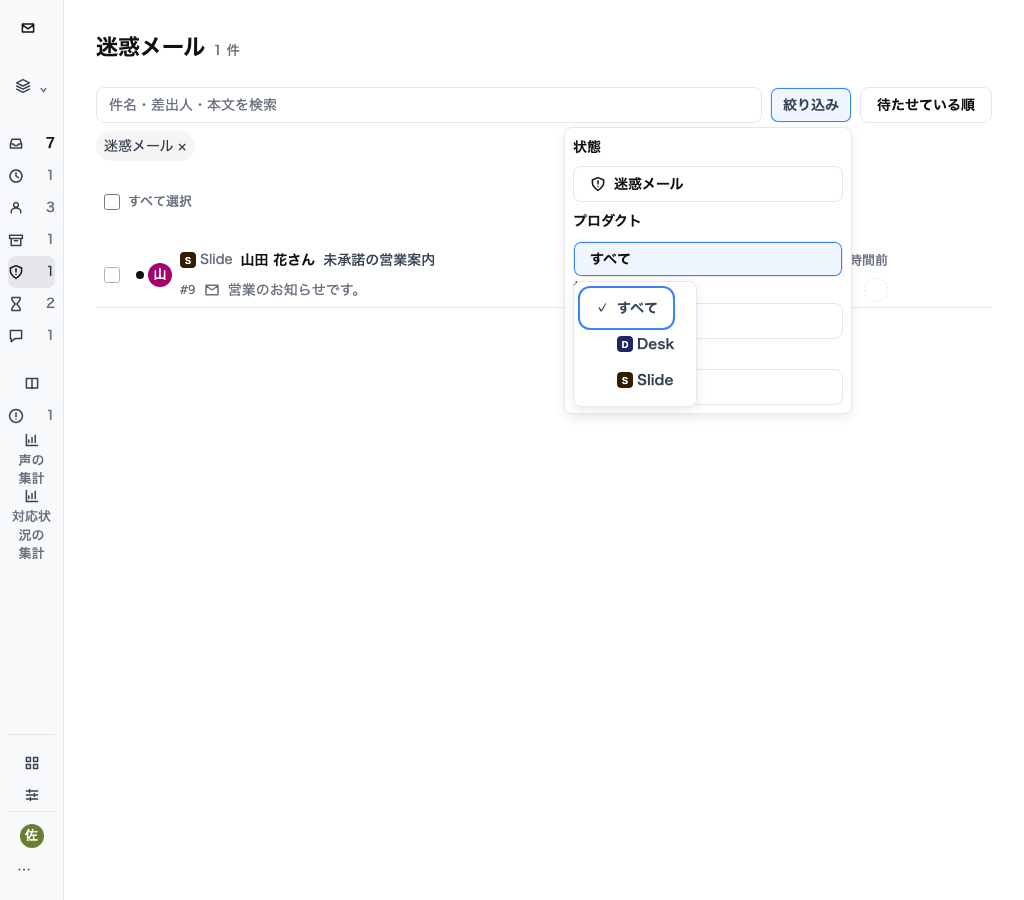 迷惑メール 1 件
件名・差出人・本文を検索
絞り込み
待たせている順
迷惑メール ×
状態
迷惑メール
プロダクト
すべて
✓ すべて
D Desk
S Slide
すべて選択
山
S Slide 山田 花さん 未承諾の営業案内
時間前
#9 営業のお知らせです。
7
1
3
1
1
2
1
1
声の
集計
対応状
況の
集計
佐
…